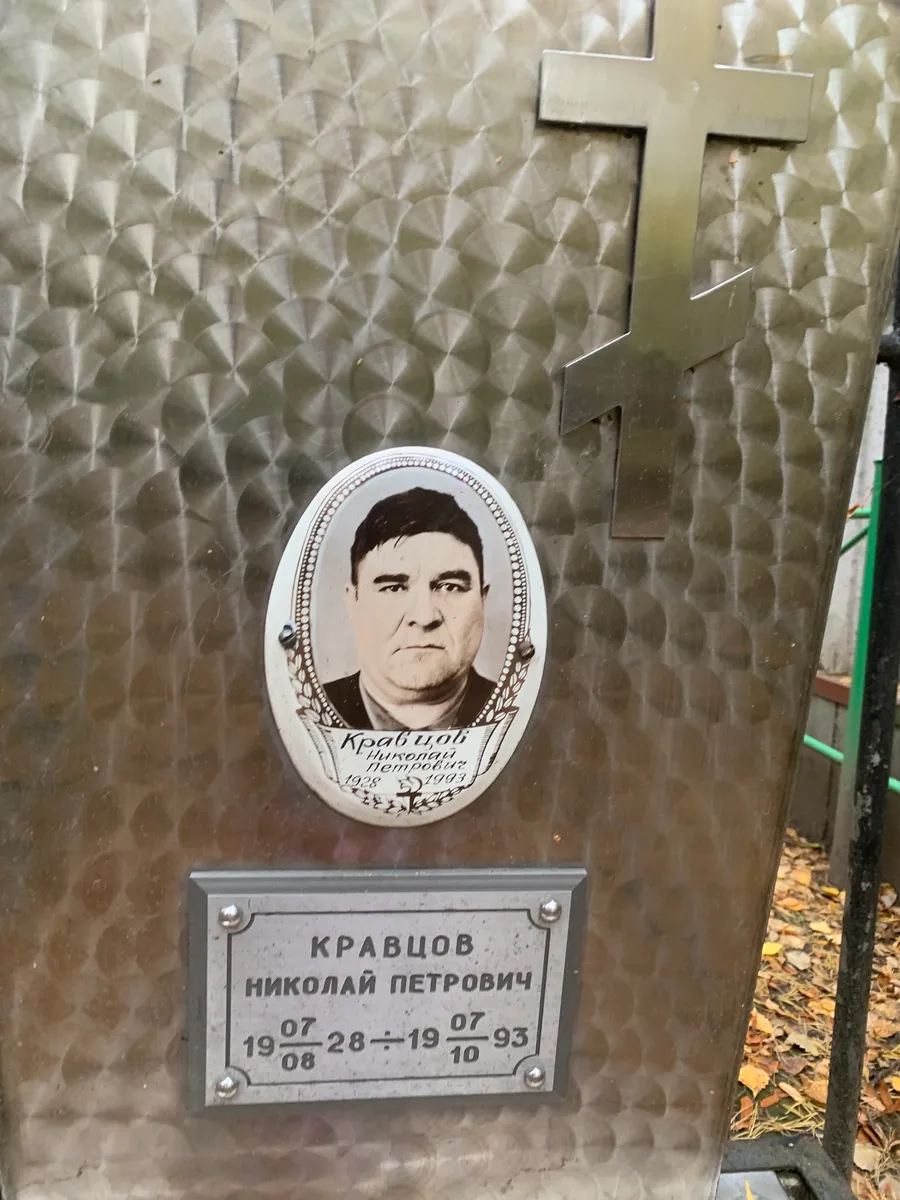 Кравцов
Николай
Петрович
1928 1993
КРАВЦОВ
НИКОЛАЙ ПЕТРОВИЧ
19 07/08 28÷19 07/10 93